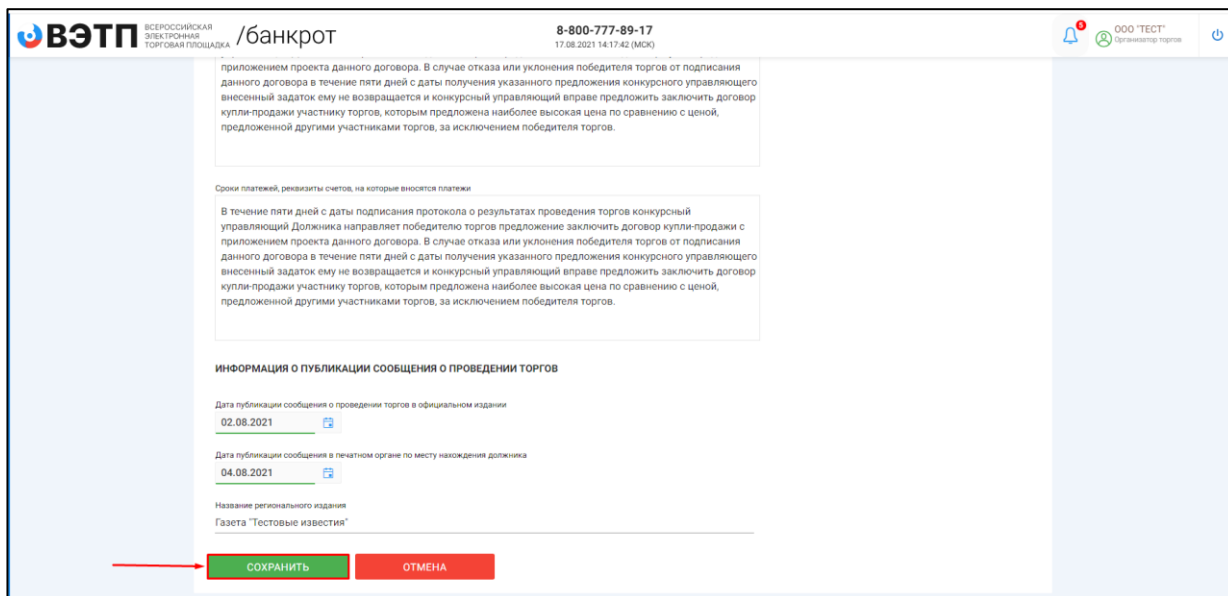 ВЭТП ВСЕРОССИЙСКАЯ ЭЛЕКТРОННАЯ ТОРГОВАЯ ПЛОЩАДКА /банкрот
8-800-777-89-17
17.08.2021 14:17:42 (МСК)
5
ООО "ТЕСТ"
Организатор торгов
приложением проекта данного договора. В случае отказа или уклонения победителя торгов от подписания
данного договора в течение пяти дней с даты получения указанного предложения конкурсного управляющего
внесенный задаток ему не возвращается и конкурсный управляющий вправе предложить заключить договор
купли-продажи участнику торгов, которым предложена наиболее высокая цена по сравнению с ценой,
предложенной другими участниками торгов, за исключением победителя торгов.
Сроки платежей, реквизиты счетов, на которые вносятся платежи
В течение пяти дней с даты подписания протокола о результатах проведения торгов конкурсный
управляющий Должника направляет победителю торгов предложение заключить договор купли-продажи с
приложением проекта данного договора. В случае отказа или уклонения победителя торгов от подписания
данного договора в течение пяти дней с даты получения указанного предложения конкурсного управляющего
внесенный задаток ему не возвращается и конкурсный управляющий вправе предложить заключить договор
купли-продажи участнику торгов, которым предложена наиболее высокая цена по сравнению с ценой,
предложенной другими участниками торгов, за исключением победителя торгов.
ИНФОРМАЦИЯ О ПУБЛИКАЦИИ СООБЩЕНИЯ О ПРОВЕДЕНИИ ТОРГОВ
Дата публикации сообщения о проведении торгов в официальном издании
02.08.2021
Дата публикации сообщения в печатном органе по месту нахождения должника
04.08.2021
Название регионального издания
Газета "Тестовые известия"
СОХРАНИТЬ
ОТМЕНА